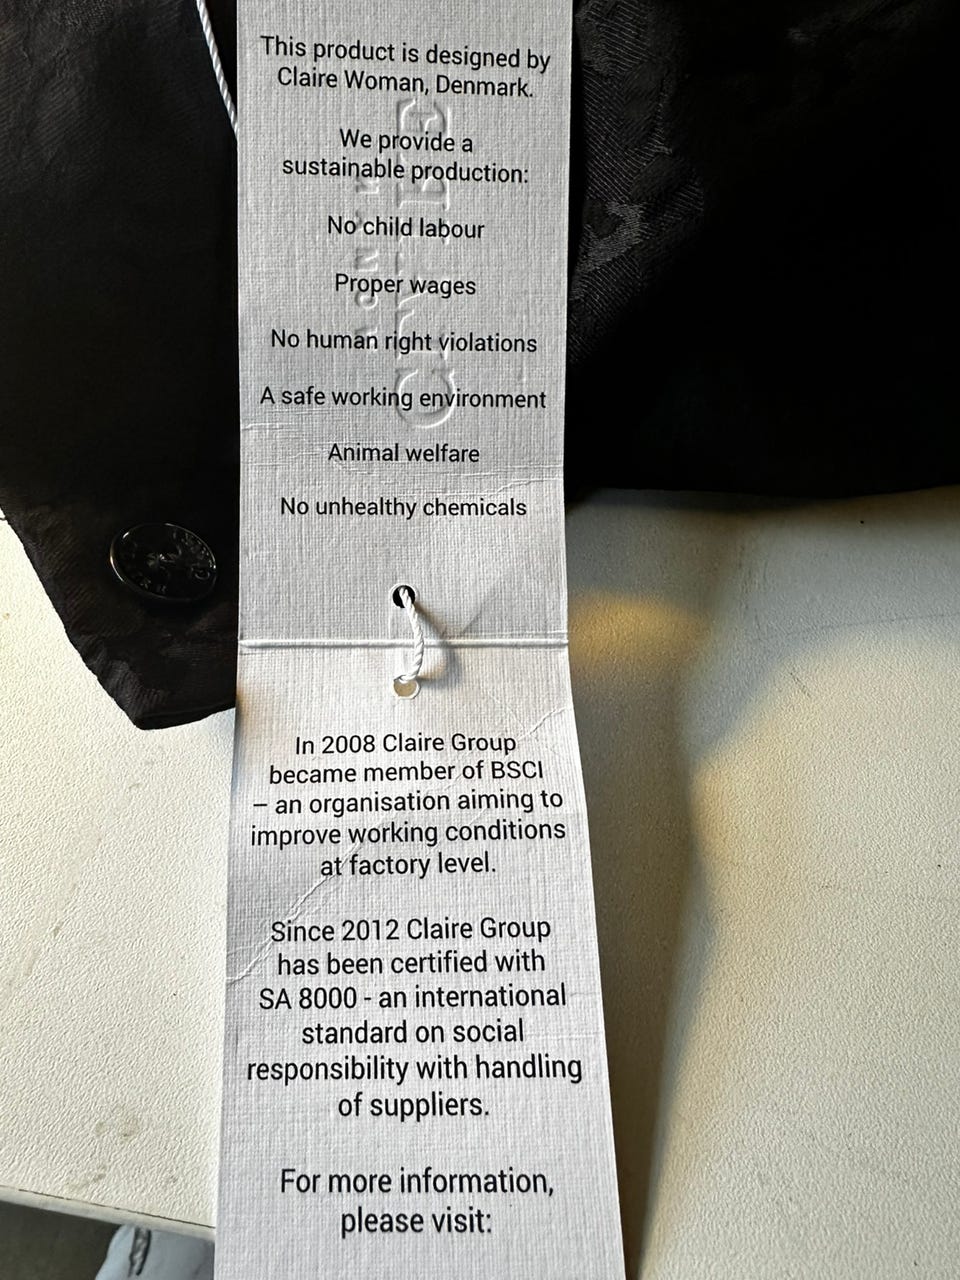 This product is designed by
Claire Woman, Denmark.
We provide a
sustainable production:
No child labour
Proper wages
No human right violations
A safe working environment
Animal welfare
No unhealthy chemicals
In 2008 Claire Group
became member of BSCI
– an organisation aiming to
improve working conditions
at factory level.
Since 2012 Claire Group
has been certified with
SA 8000 - an international
standard on social
responsibility with handling
of suppliers.
For more information,
please visit: